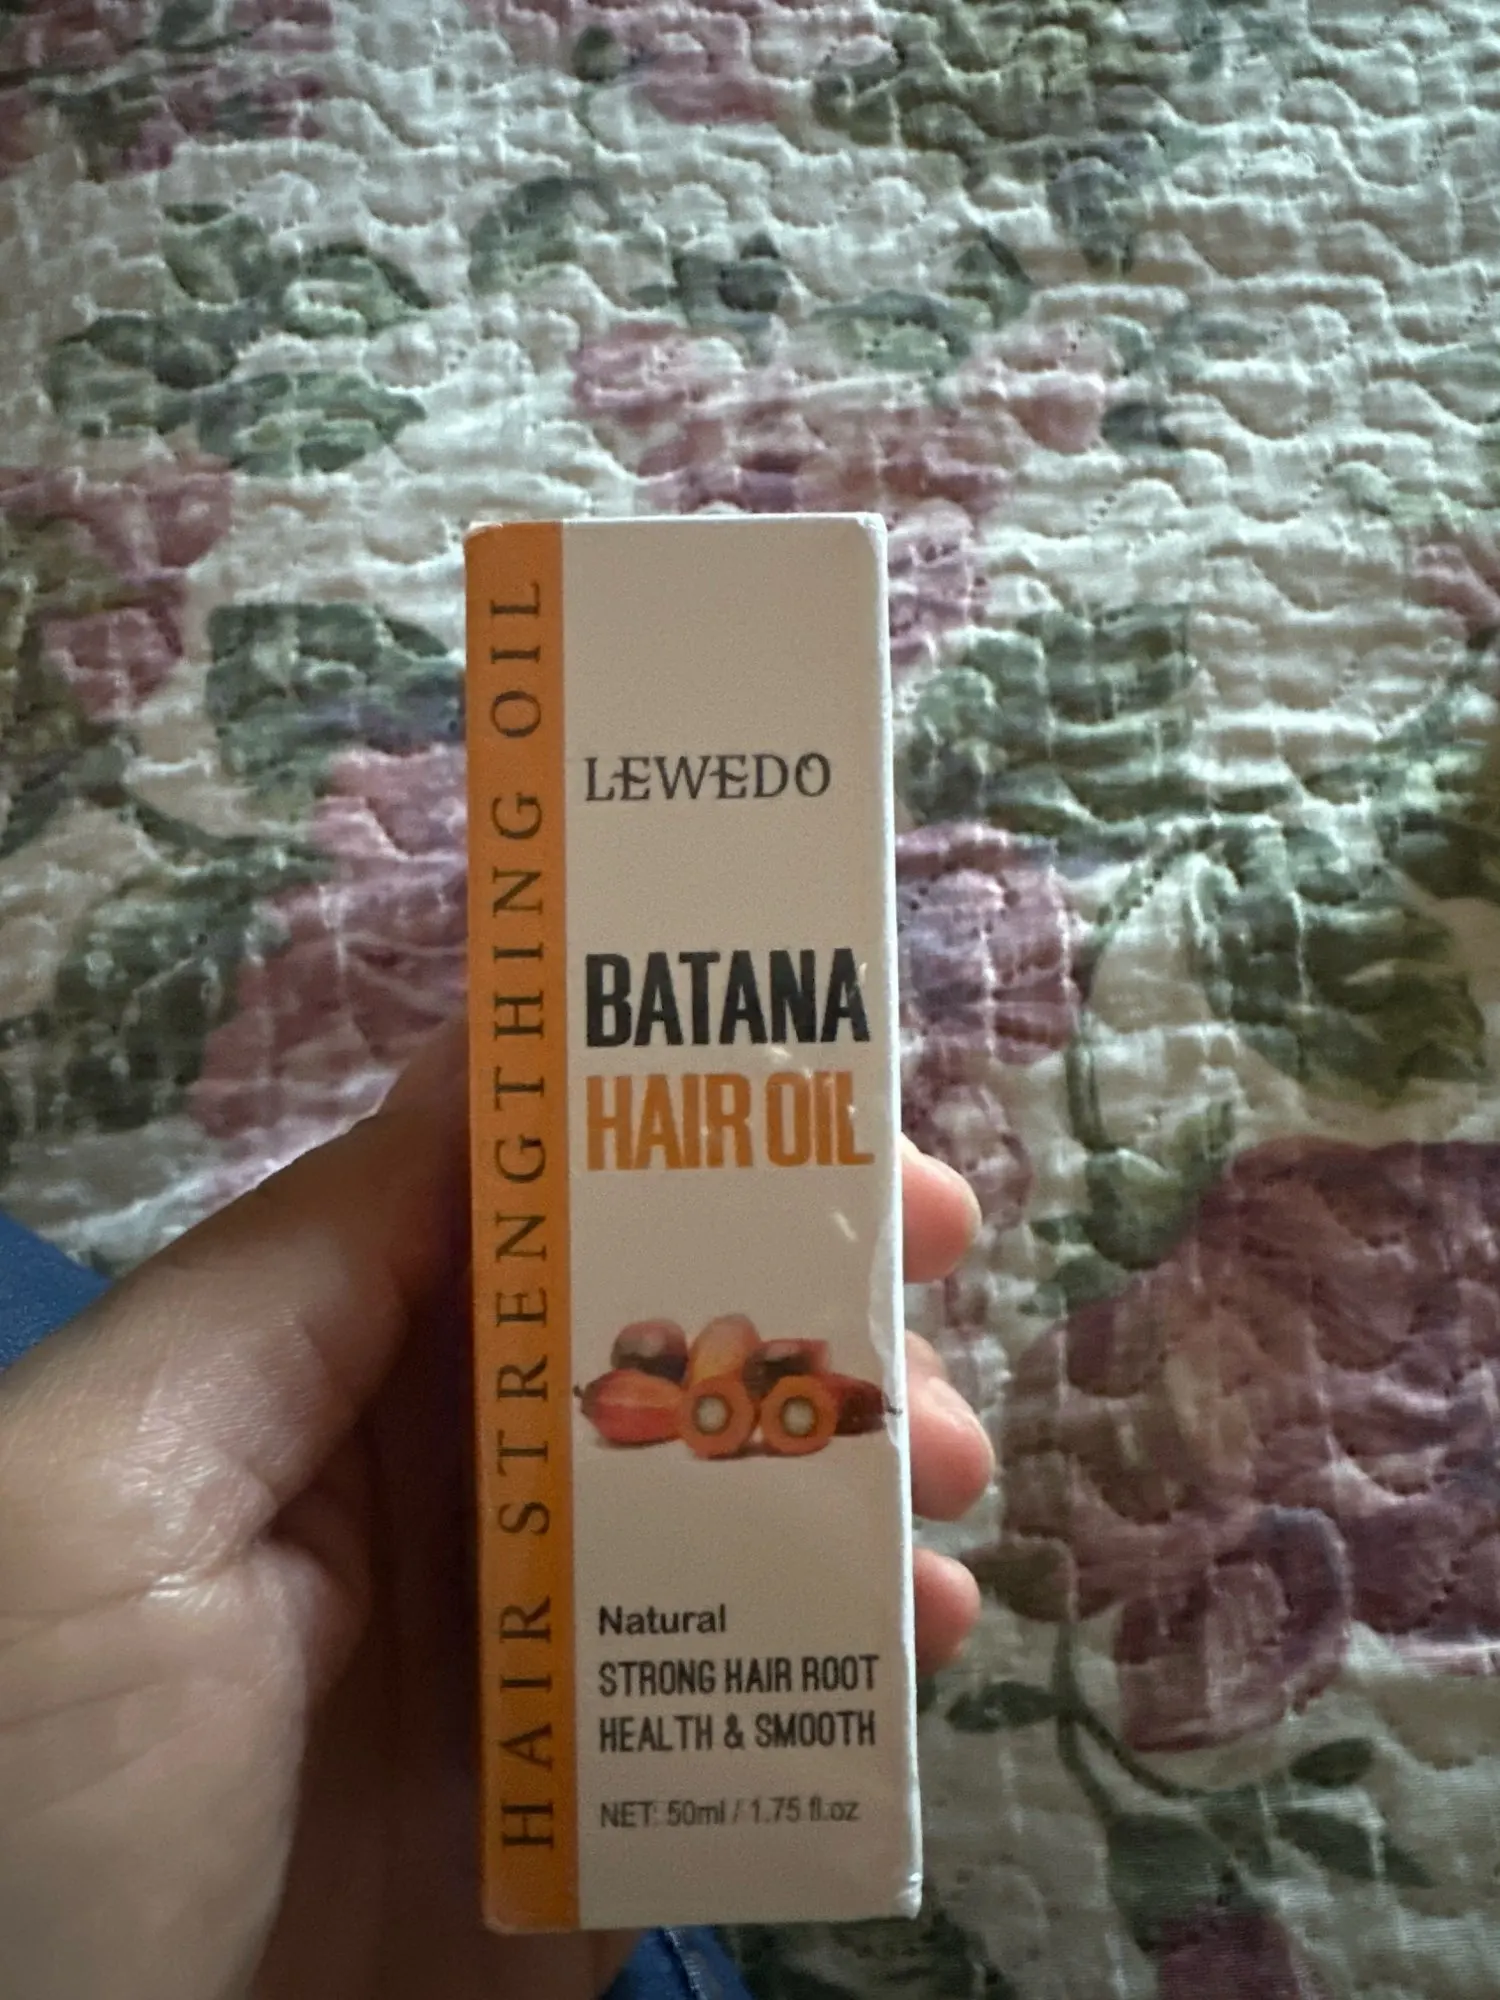 HAIR STRENGTHING OIL
LEWEDO
BATANA
HAIR OIL
Natural
STRONG HAIR ROOT
HEALTH & SMOOTH
NET: 50ml / 1.75 fl.oz